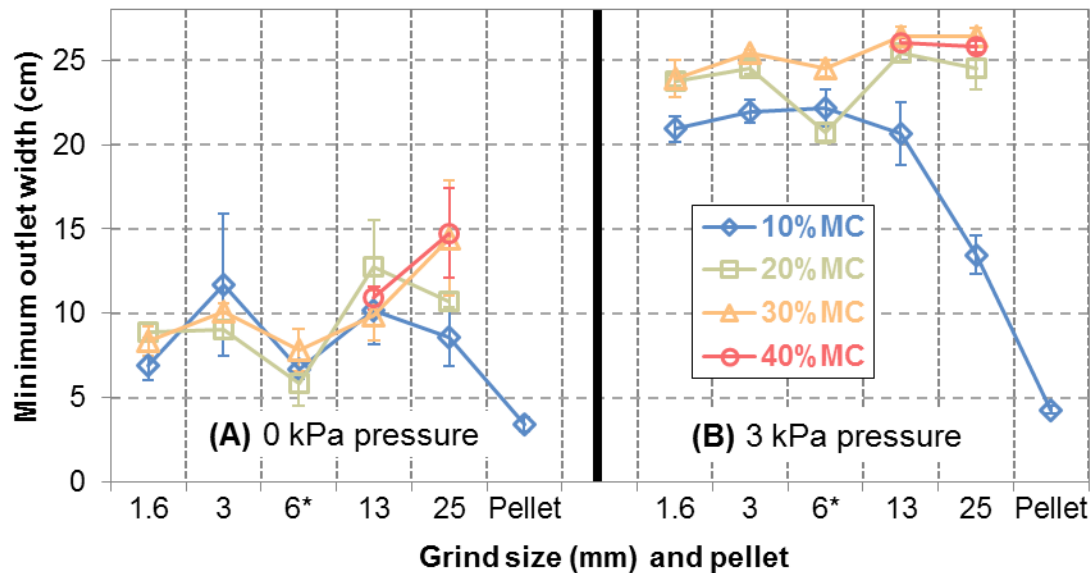 Minimum outlet width (cm)
25
20
15
10
5
0
10%MC
20%MC
30%MC
40%MC
(A) 0 kPa pressure
(B) 3 kPa pressure
1.6 3 6* 13 25 Pellet 1.6 3 6* 13 25 Pellet
Grind size (mm) and pellet